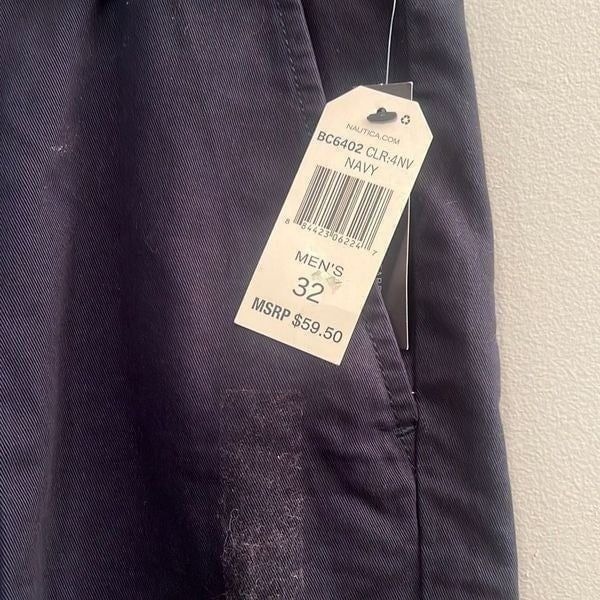 NAUTICA.COM
BC6402 CLR:4NV
NAVY
8 84423 06224 7
MEN'S
32
MSRP $59.50